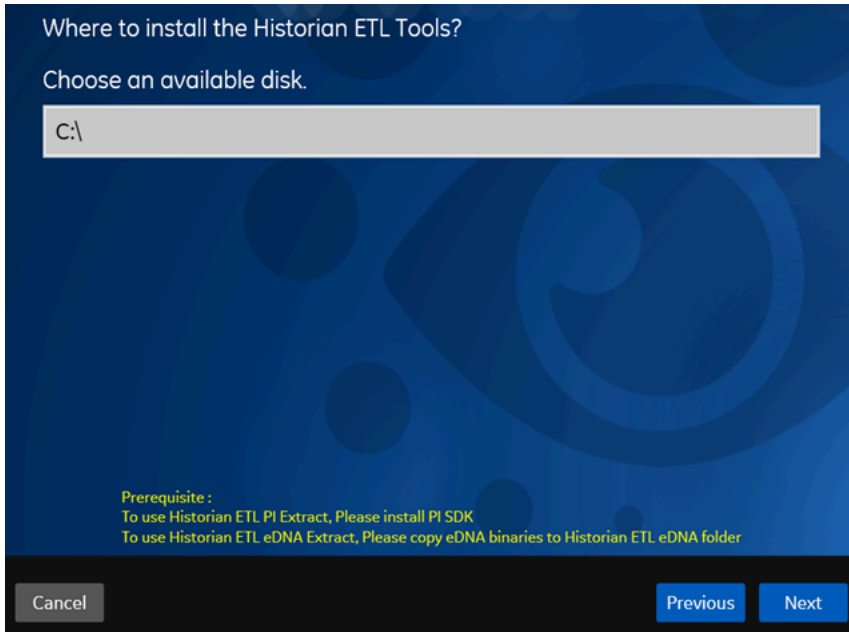 Where to install the Historian ETL Tools?
Choose an available disk.
C:\
Prerequisite :
To use Historian ETL PI Extract, Please install PI SDK
To use Historian ETL eDNA Extract, Please copy eDNA binaries to Historian ETL eDNA folder
Cancel
Previous
Next